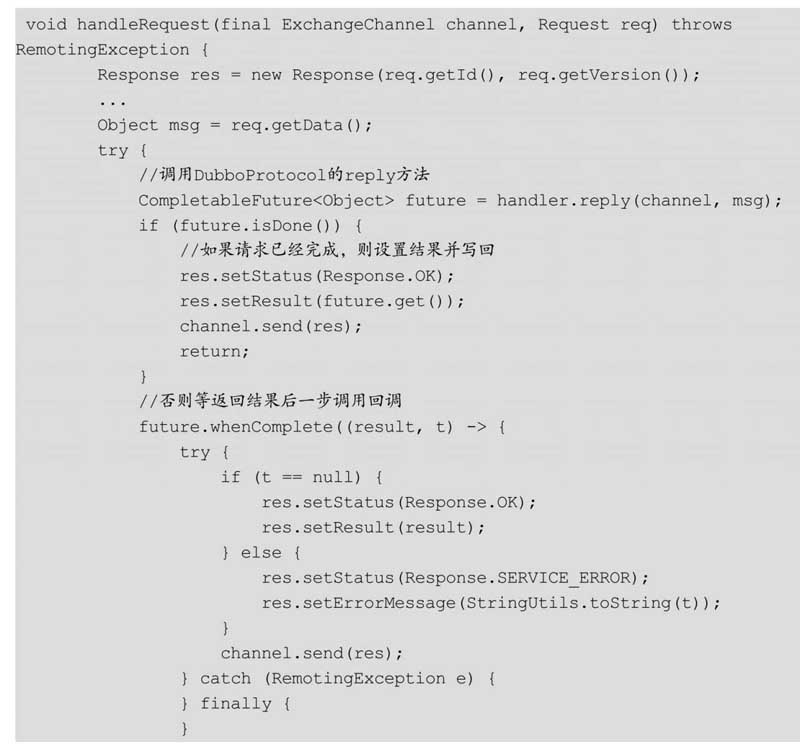 void handleRequest(final ExchangeChannel channel, Request req) throws
RemotingException {
Response res = new Response(req.getId(), req.getVersion());
...
Object msg = req.getData();
try {
//调用DubboProtocol的reply方法
CompletableFuture<Object> future = handler.reply(channel, msg);
if (future.isDone()) {
//如果请求已经完成，则设置结果并写回
res.setStatus(Response.OK);
res.setResult(future.get());
channel.send(res);
return;
}
//否则等返回结果后一步调用回调
future.whenComplete((result, t) -> {
try {
if (t == null) {
res.setStatus(Response.OK);
res.setResult(result);
} else {
res.setStatus(Response.SERVICE_ERROR);
res.setErrorMessage(StringUtils.toString(t));
}
channel.send(res);
} catch (RemotingException e) {
} finally {
}